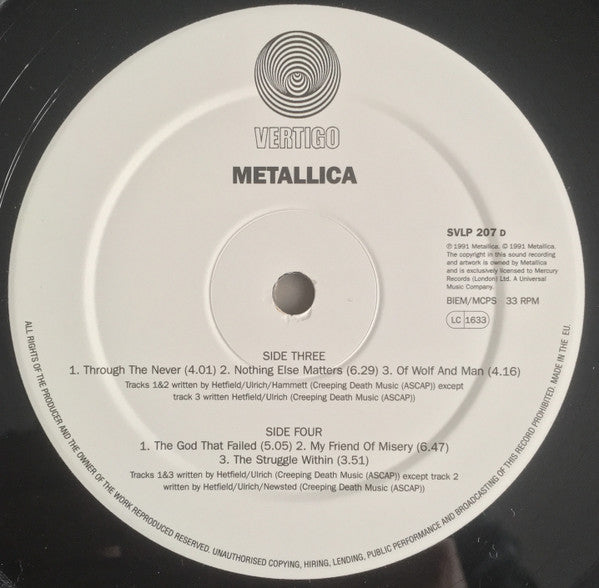 VERTIGO
METALLICA
SVLP 207 D
℗ 1991 Metallica. © 1991 Metallica.
The copyright in this sound recording
and artwork is owned by Metallica
and is exclusively licensed to Mercury
Records (London) Ltd. A Universal
Music Company.
BIEM/MCPS 33 RPM
LC 1633
SIDE THREE
1. Through The Never (4.01) 2. Nothing Else Matters (6.29) 3. Of Wolf And Man (4.16)
Tracks 1&2 written by Hetfield/Ulrich/Hammett (Creeping Death Music (ASCAP)) except
track 3 written Hetfield/Ulrich (Creeping Death Music (ASCAP))
SIDE FOUR
1. The God That Failed (5.05) 2. My Friend Of Misery (6.47)
3. The Struggle Within (3.51)
Tracks 1&3 written by Hetfield/Ulrich (Creeping Death Music (ASCAP)) except track 2
written by Hetfield/Ulrich/Newsted (Creeping Death Music (ASCAP))
ALL RIGHTS OF THE PRODUCER AND THE OWNER OF THE WORK REPRODUCED RESERVED. UNAUTHORISED COPYING, HIRING, LENDING, PUBLIC PERFORMANCE AND BROADCASTING OF THIS RECORD PROHIBITED: MADE IN THE EU.